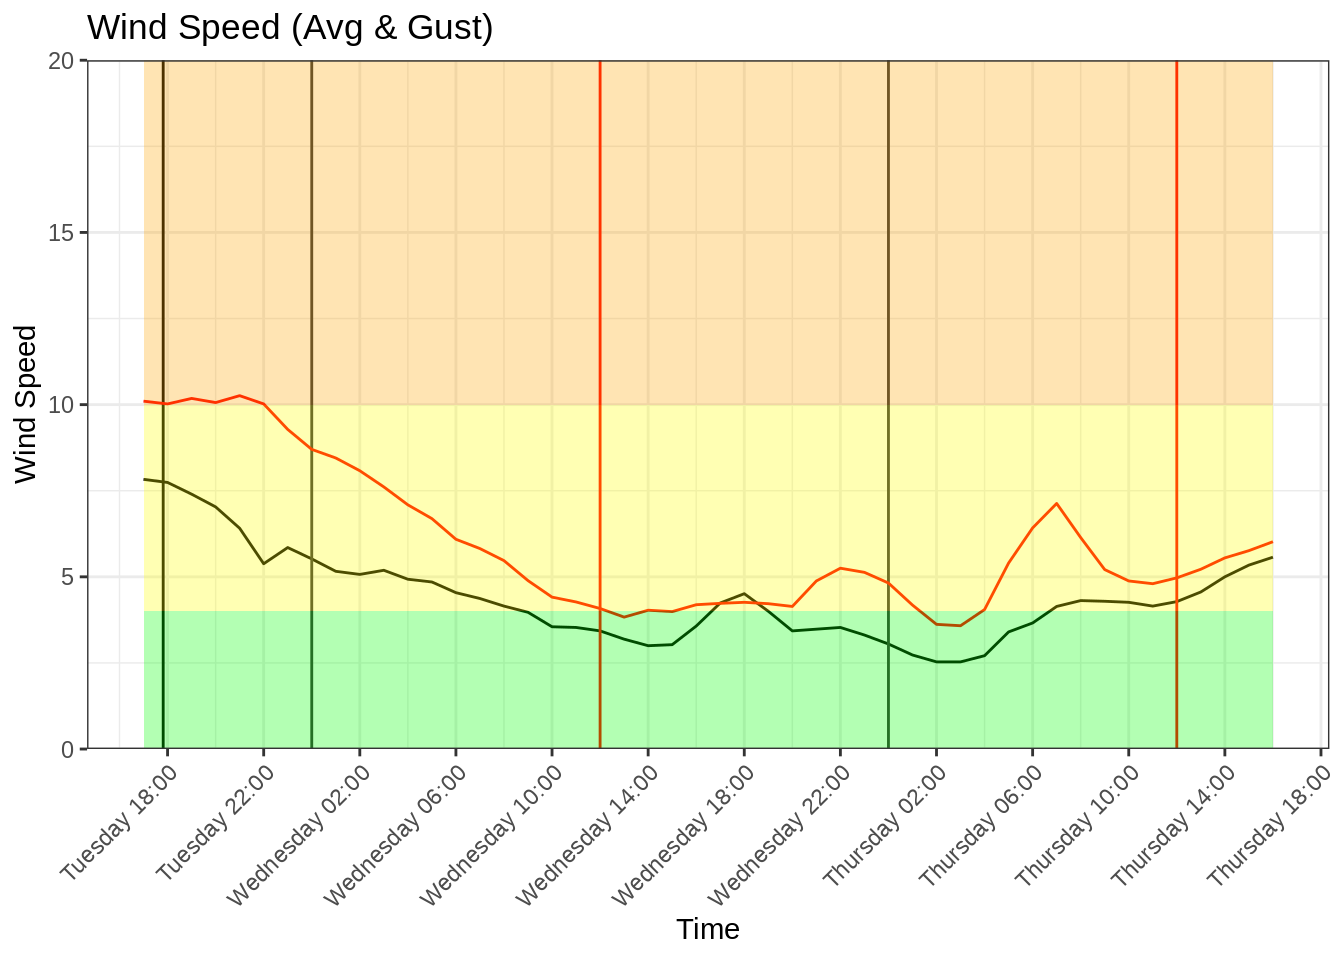 Wind Speed (Avg & Gust)
Wind Speed
20
15
10
5
0
Tuesday 18:00
Tuesday 22:00
Wednesday 02:00
Wednesday 06:00
Wednesday 10:00
Wednesday 14:00
Wednesday 18:00
Wednesday 22:00
Thursday 02:00
Thursday 06:00
Thursday 10:00
Thursday 14:00
Thursday 18:00
Time